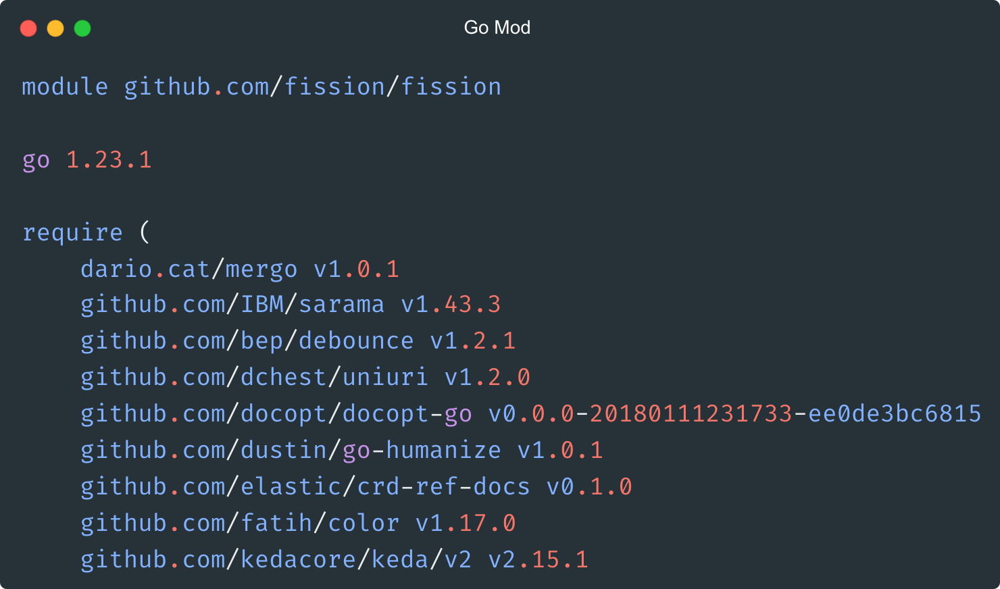 Go Mod
module github.com/fission/fission
go 1.23.1
require (
dario.cat/mergo v1.0.1
github.com/IBM/sarama v1.43.3
github.com/bep/debounce v1.2.1
github.com/dchest/uniuri v1.2.0
github.com/docopt/docopt-go v0.0.0-20180111231733-ee0de3bc6815
github.com/dustin/go-humanize v1.0.1
github.com/elastic/crd-ref-docs v0.1.0
github.com/fatih/color v1.17.0
github.com/kedacore/keda/v2 v2.15.1